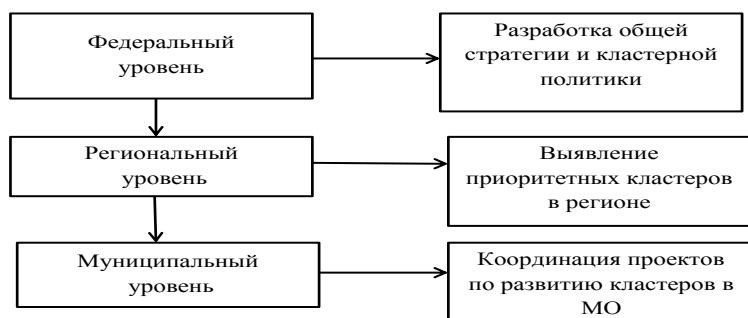 Федеральный
уровень
Разработка общей
стратегии и кластерной
политики
Региональный
уровень
Выявление
приоритетных кластеров
в регионе
Муниципальный
уровень
Координация проектов
по развитию кластеров в
МО